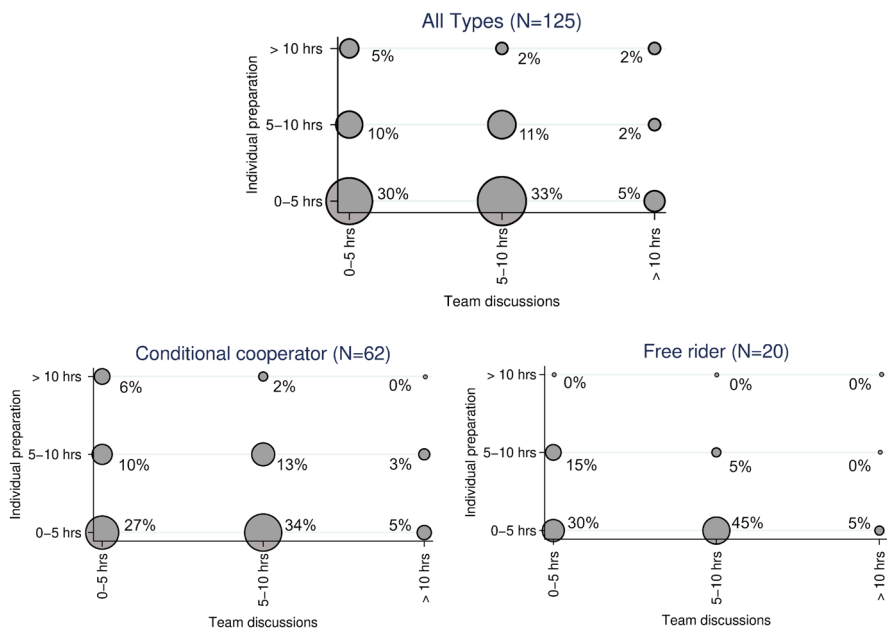 All Types (N=125)
Individual preparation
> 10 hrs
5% 2% 2%
5–10 hrs
10% 11% 2%
0–5 hrs
30% 33% 5%
0–5 hrs 5–10 hrs > 10 hrs
Team discussions
Conditional cooperator (N=62)
Individual preparation
> 10 hrs
6% 2% 0%
5–10 hrs
10% 13% 3%
0–5 hrs
27% 34% 5%
0–5 hrs 5–10 hrs > 10 hrs
Team discussions
Free rider (N=20)
Individual preparation
> 10 hrs
0% 0% 0%
5–10 hrs
15% 5% 0%
0–5 hrs
30% 45% 5%
0–5 hrs 5–10 hrs > 10 hrs
Team discussions